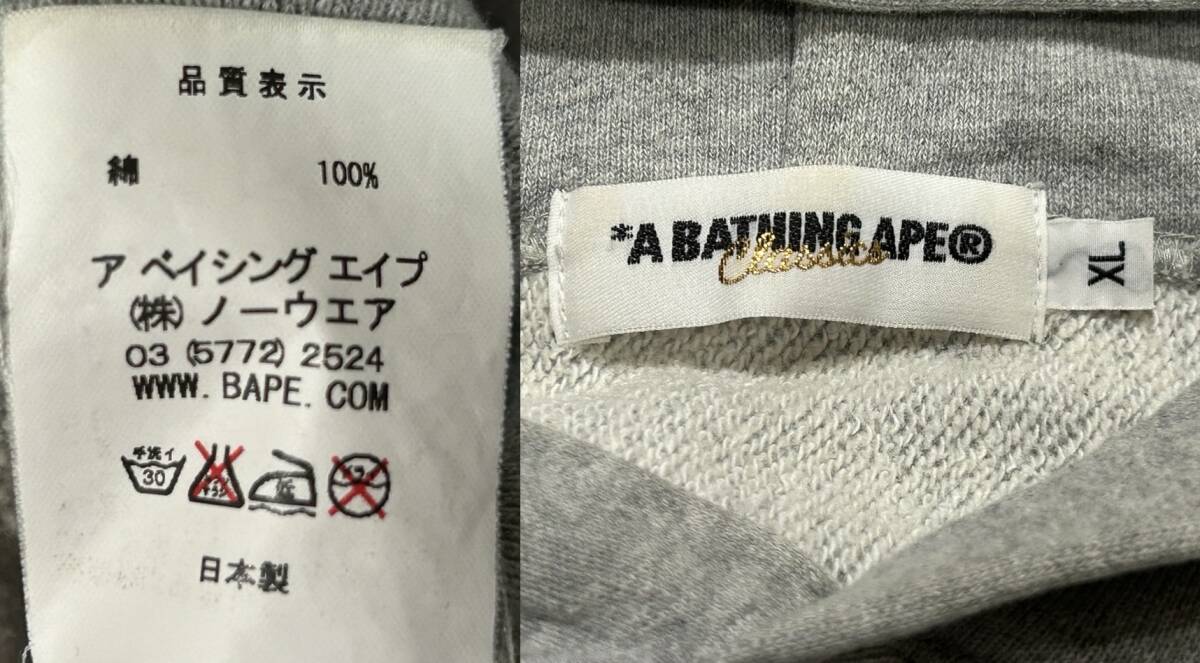 品質表示
綿 100%
ア ベイシング エイプ
(株) ノーウエア
03 (5772) 2524
WWW. BAPE. COM
手洗イ
30
低
日本製
*A BATHING APE®
Classics
XL